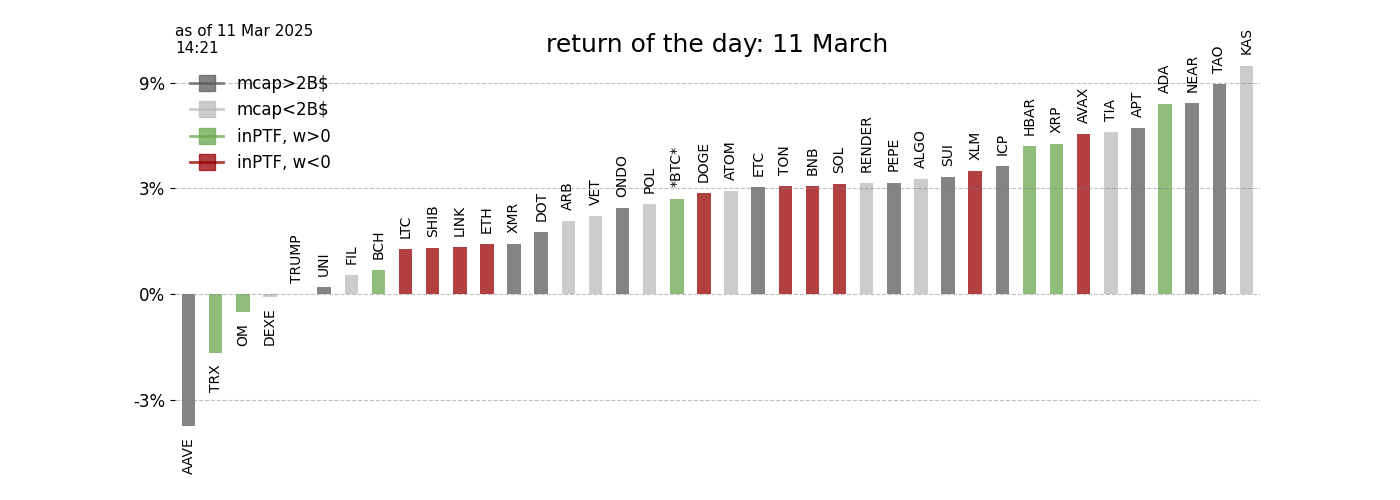 as of 11 Mar 2025
14:21
return of the day: 11 March
9%
3%
0%
-3%
mcap>2B$
mcap<2B$
inPTF, w>0
inPTF, w<0
AAVE
TRX
OM
DEXE
TRUMP
UNI
FIL
BCH
LTC
SHIB
LINK
ETH
XMR
DOT
ARB
VET
ONDO
POL
*BTC*
DOGE
ATOM
ETC
TON
BNB
SOL
RENDER
PEPE
ALGO
SUI
XLM
ICP
HBAR
XRP
AVAX
TIA
APT
ADA
NEAR
TAO
KAS